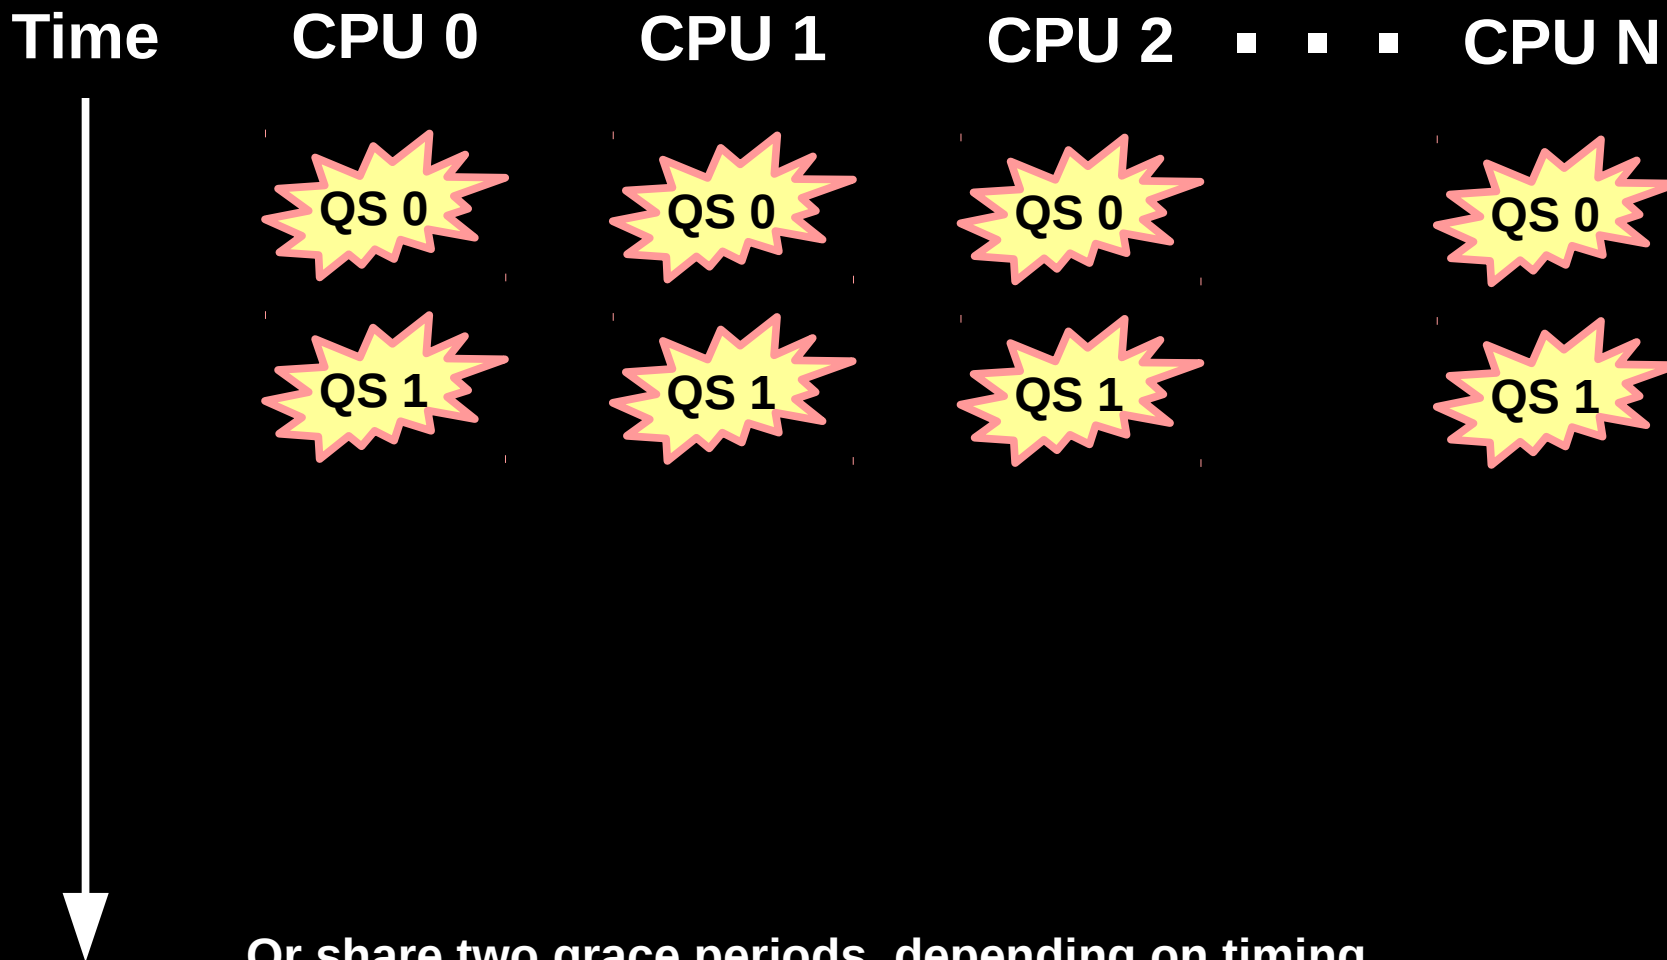 Time CPU 0 CPU 1 CPU 2 . . . CPU N
QS 0 QS 0 QS 0 QS 0
QS 1 QS 1 QS 1 QS 1
Or share two grace periods, depending on timing